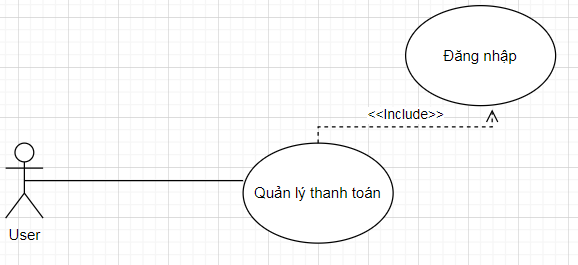 Đăng nhập
<<Include>>
Quản lý thanh toán
User